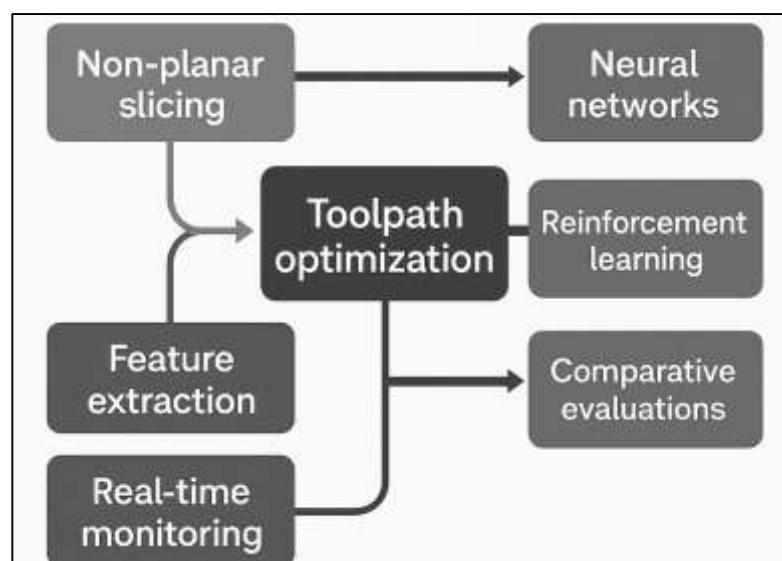 Non-planar
slicing
Neural
networks
Toolpath
optimization
Reinforcement
learning
Feature
extraction
Comparative
evaluations
Real-time
monitoring